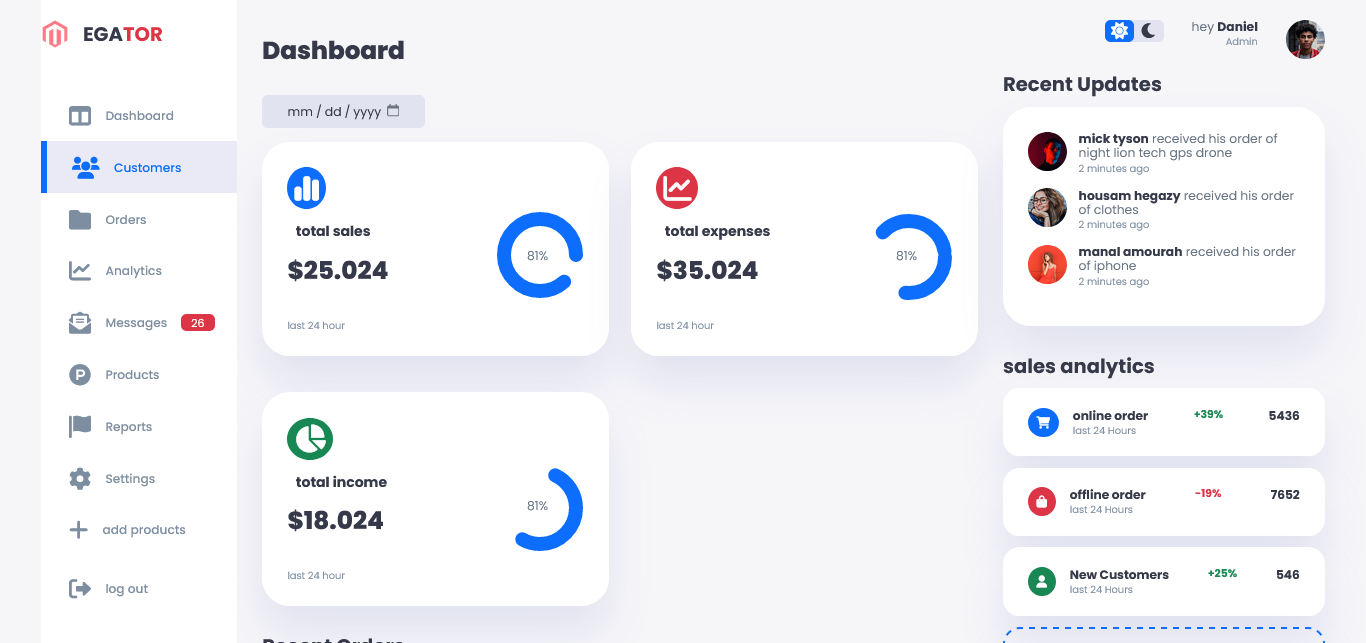 EGATOR
Dashboard
Customers
Orders
Analytics
Messages 26
Products
Reports
Settings
add products
log out
Dashboard
mm / dd / yyyy
total sales
$25.024
81%
last 24 hour
total expenses
$35.024
81%
last 24 hour
total income
$18.024
81%
last 24 hour
Recent Orders
hey Daniel
Admin
Recent Updates
mick tyson received his order of
night lion tech gps drone
2 minutes ago
housam hegazy received his order
of clothes
2 minutes ago
manal amourah received his order
of iphone
2 minutes ago
sales analytics
online order +39% 5436
last 24 Hours
offline order -19% 7652
last 24 Hours
New Customers +25% 546
last 24 Hours